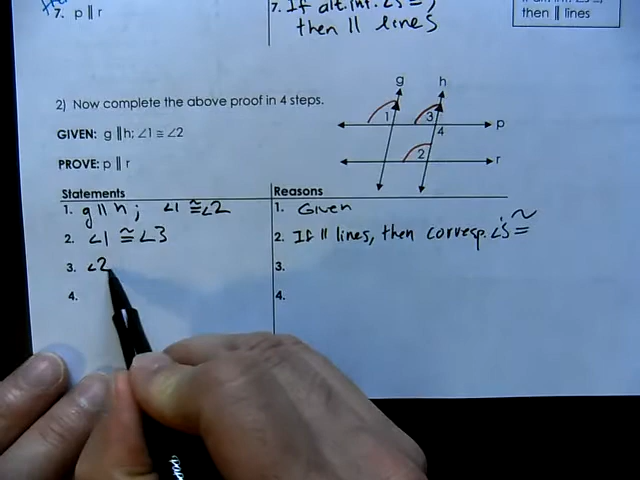 7. p || r
7. If alt. int. ∠s ≅,
then || lines
then || lines
2) Now complete the above proof in 4 steps.
GIVEN: g || h; ∠1 ≅ ∠2
PROVE: p || r
g h
1 3 p
4
2 r
Statements Reasons
1. g || h ; ∠1 ≅ ∠2 1. Given
2. ∠1 ≅ ∠3 2. If || lines, then corresp. ∠'s ≅
3. ∠2 3.
4. 4.